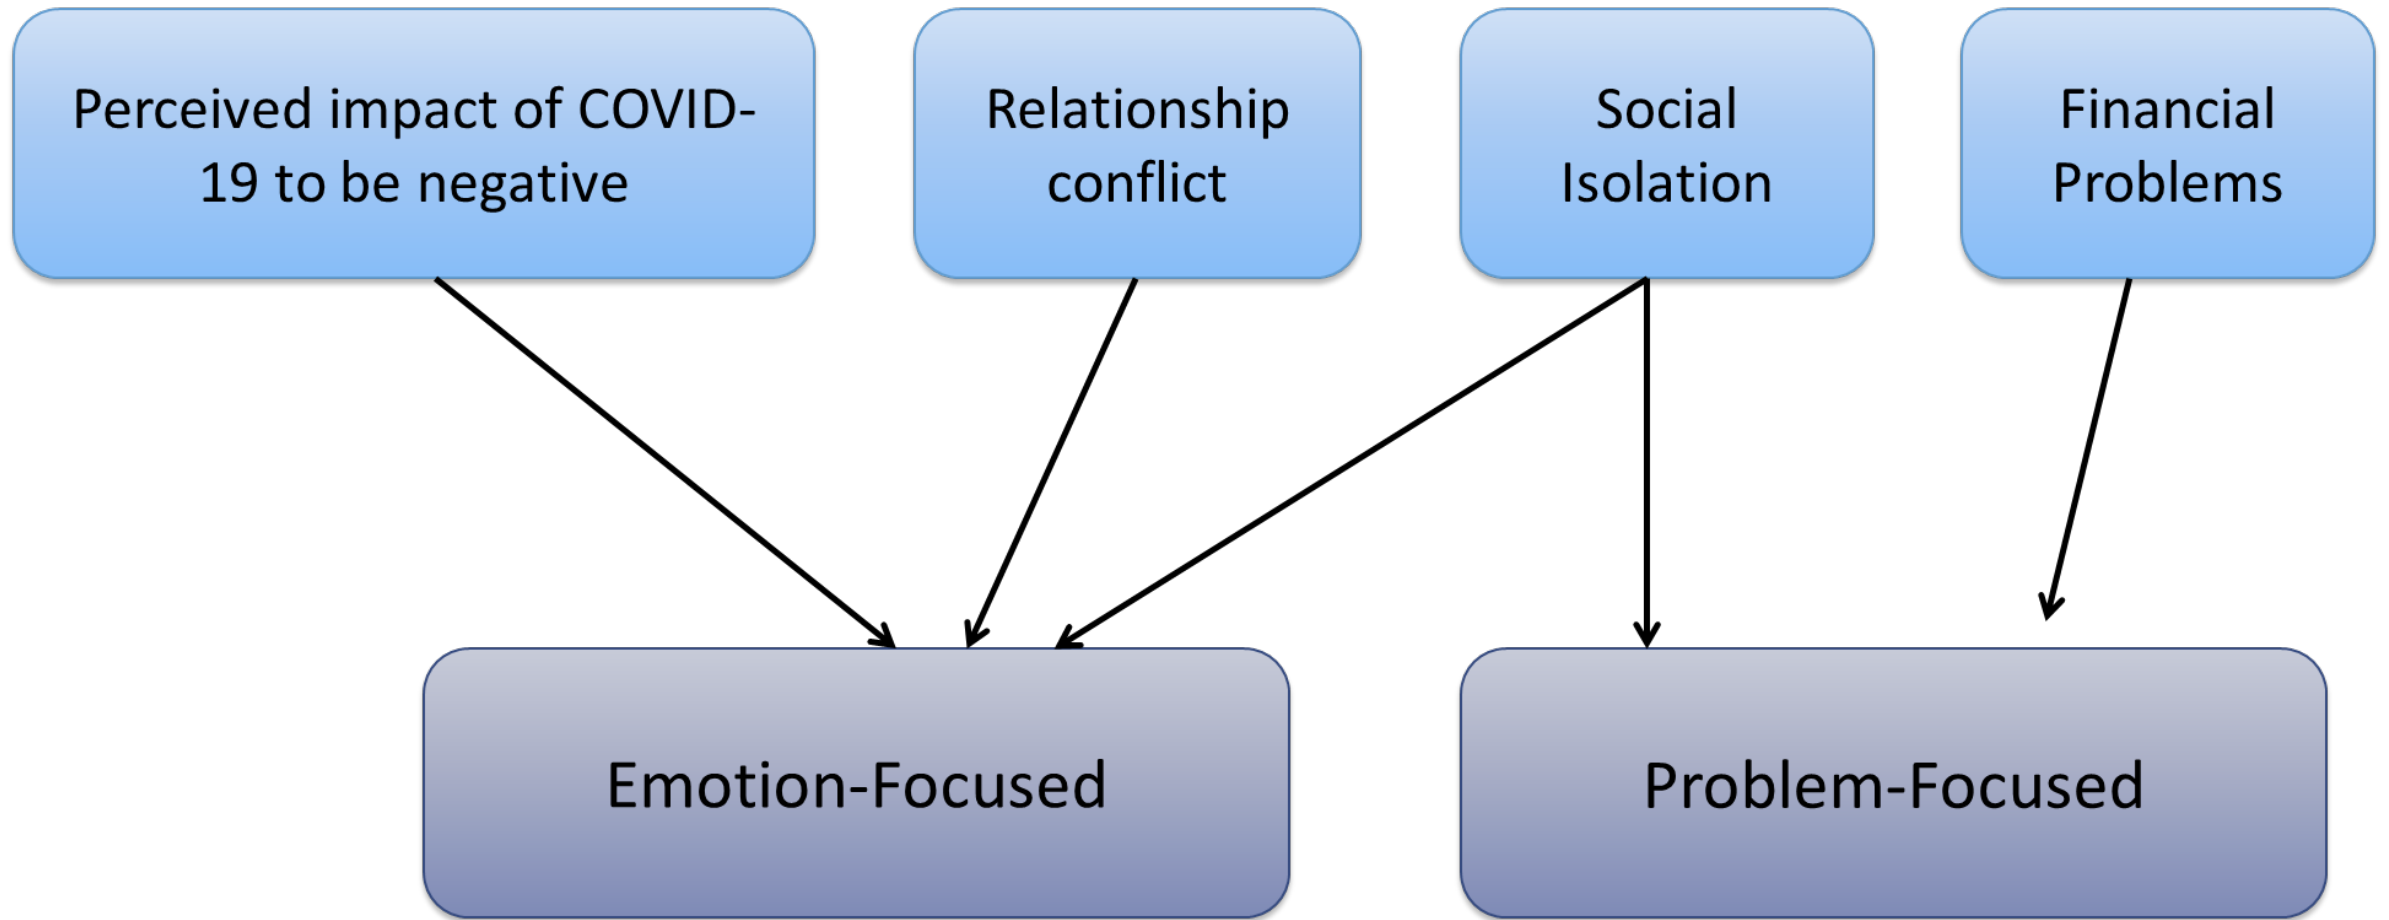 Perceived impact of COVID-
19 to be negative
Relationship
conflict
Social
Isolation
Financial
Problems
Emotion-Focused
Problem-Focused